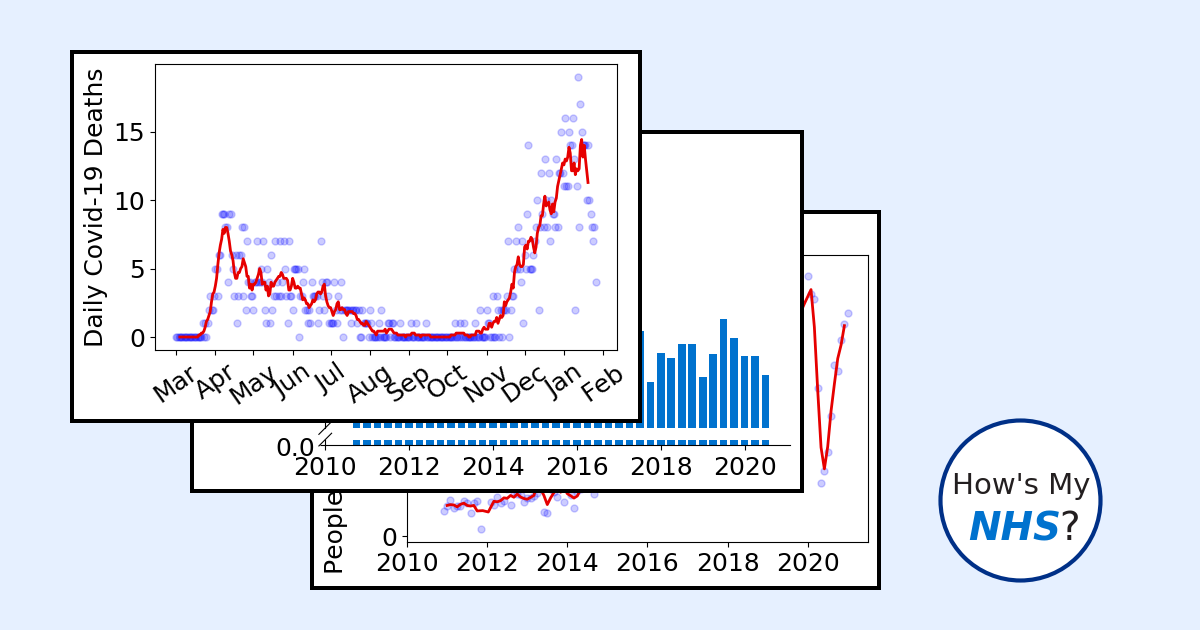 Daily Covid-19 Deaths
15
10
5
0
Mar Apr May Jun Jul Aug Sep Oct Nov Dec Jan Feb
0.0
2010 2012 2014 2016 2018 2020
People
0
2010 2012 2014 2016 2018 2020
How's My
NHS?